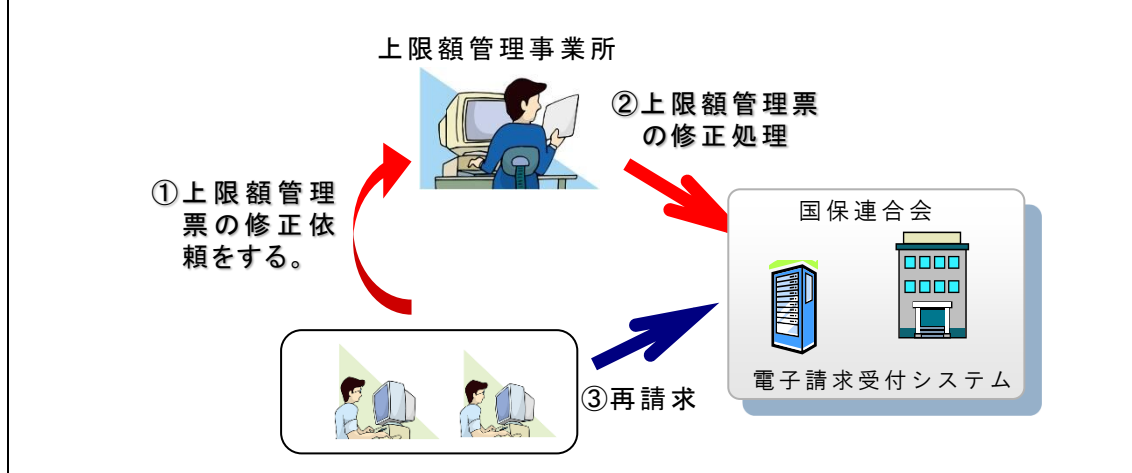 上限額管理事業所
②上限額管理票
の修正処理
①上限額管理
票の修正依
頼をする。
国保連合会
電子請求受付システム
③再請求